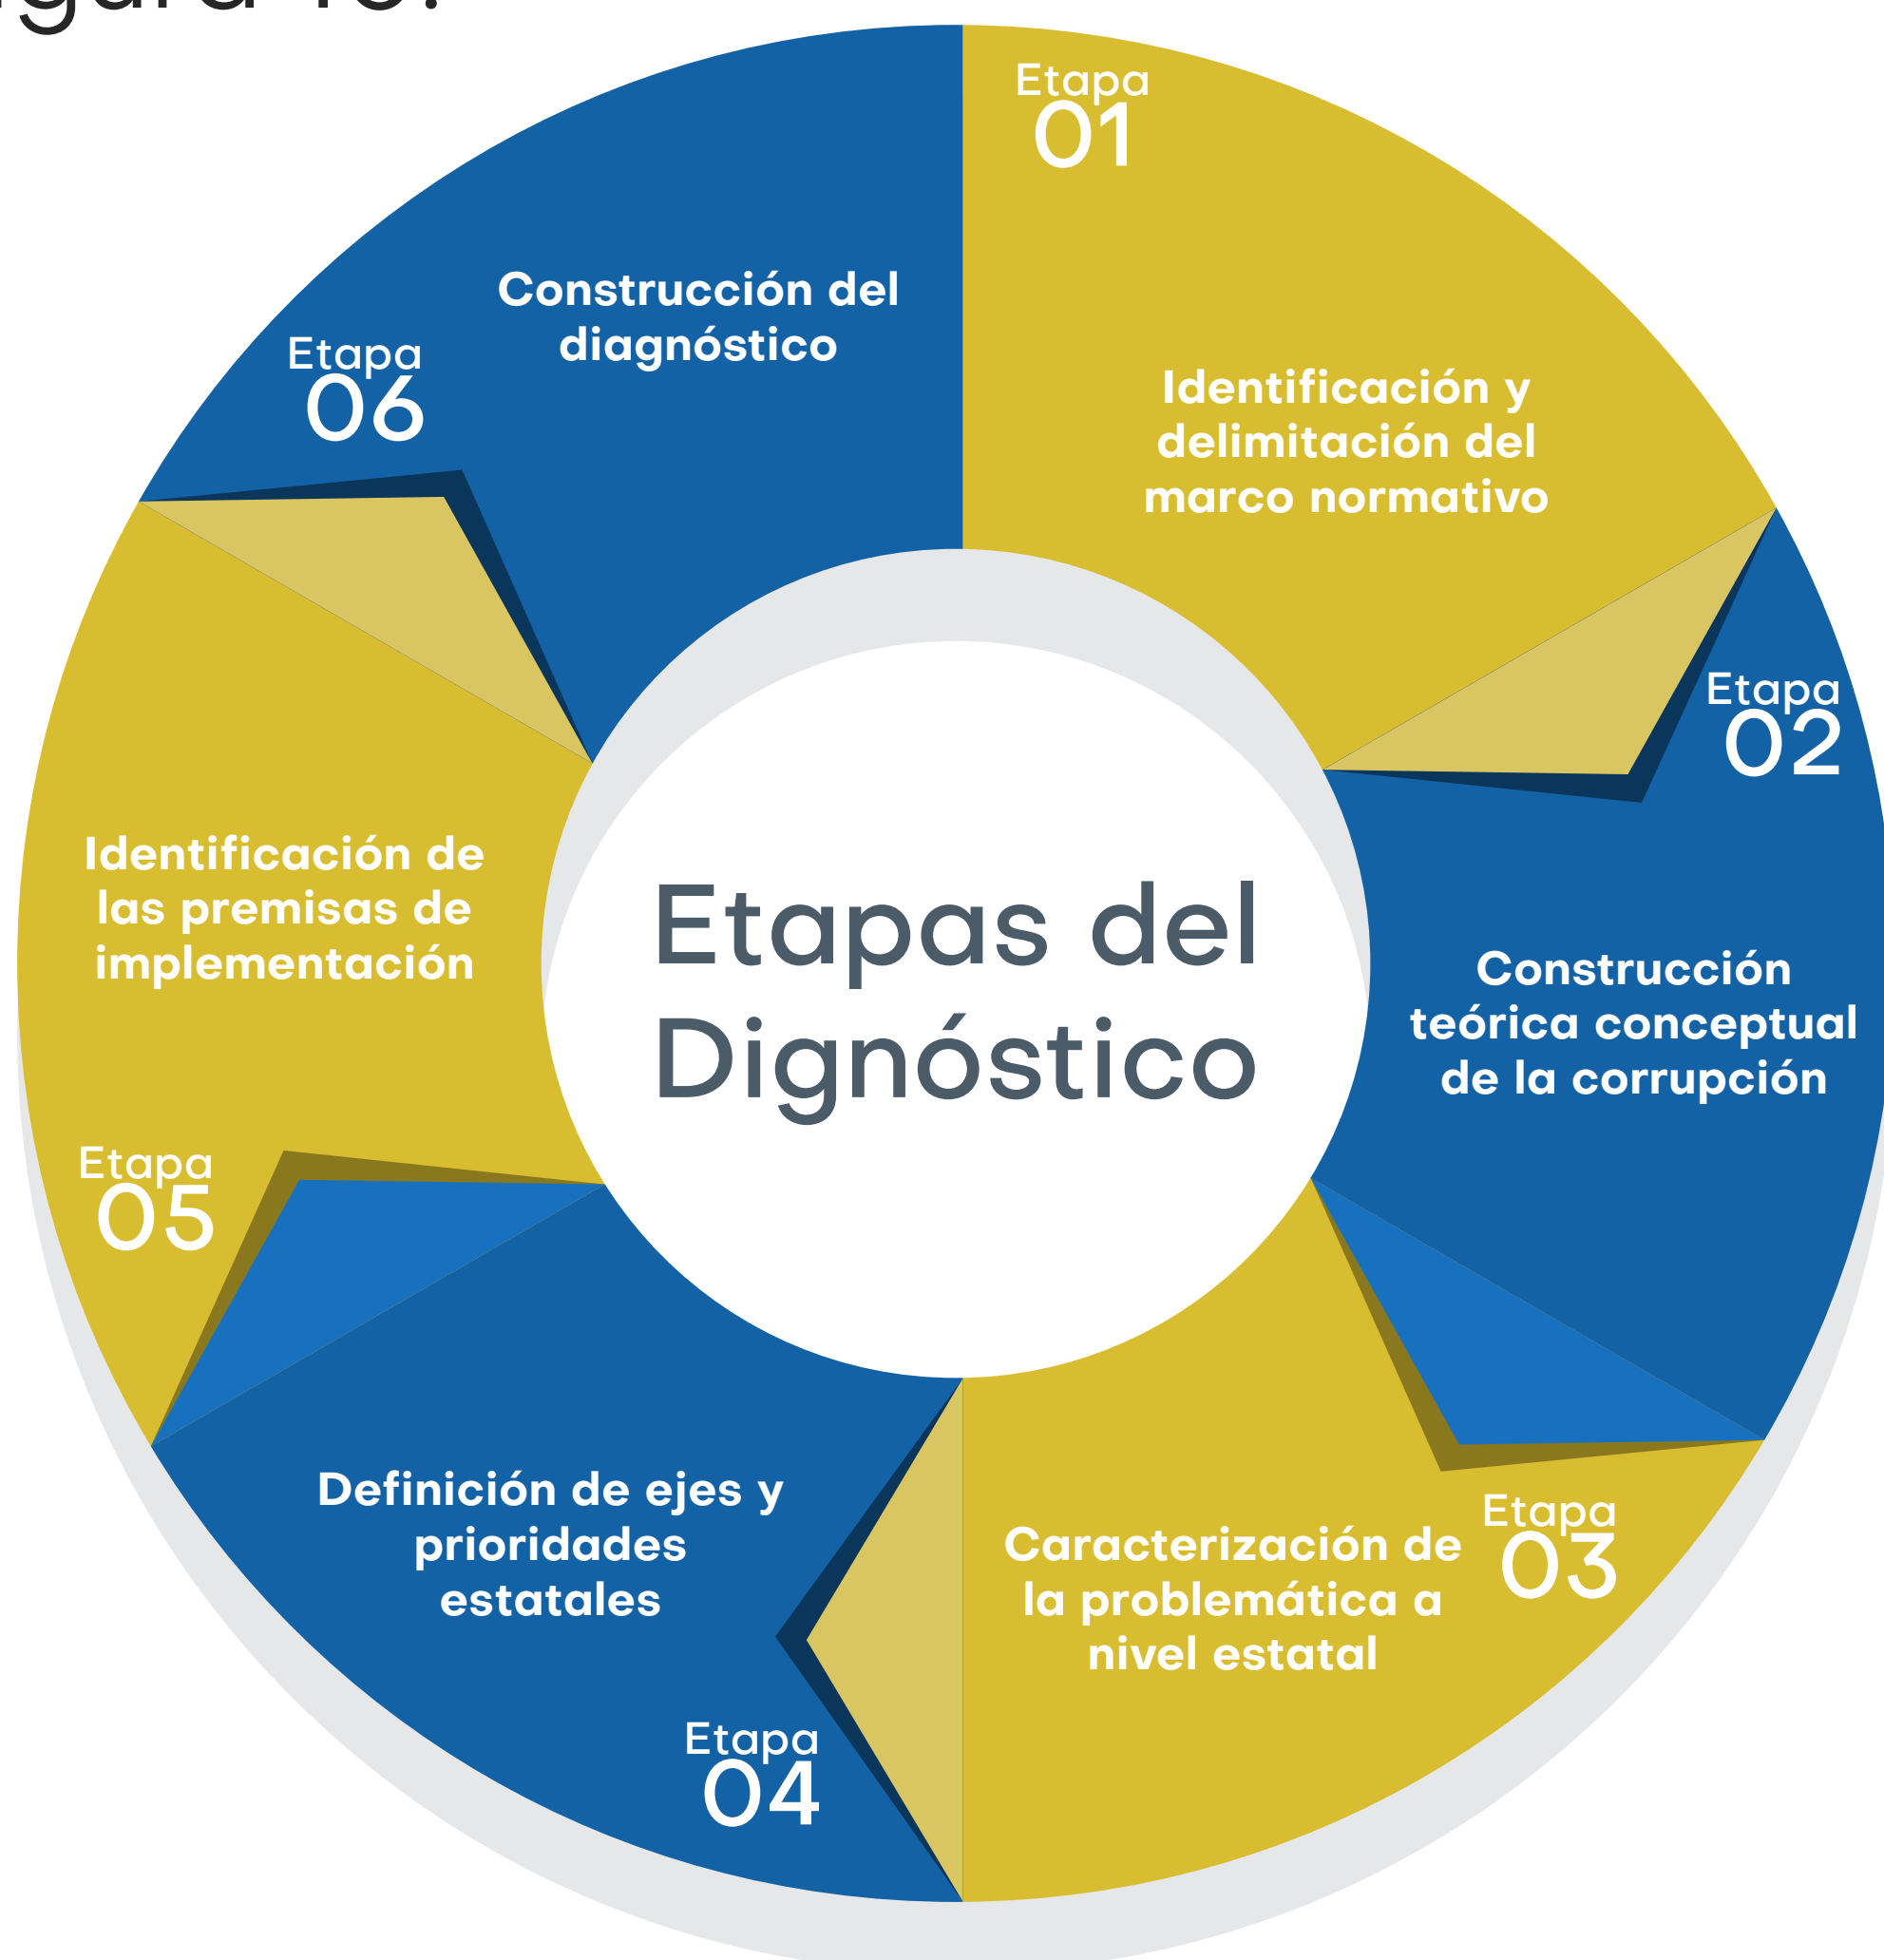 Etapa
01
Identificación y
delimitación del
marco normativo
Etapa
02
Construcción
teórica conceptual
de la corrupción
Etapa
03
Caracterización de
la problemática a
nivel estatal
Etapa
04
Definición de ejes y
prioridades
estatales
Etapa
05
Identificación de
las premisas de
implementación
Etapa
06
Construcción del
diagnóstico
Etapas del
Dignóstico